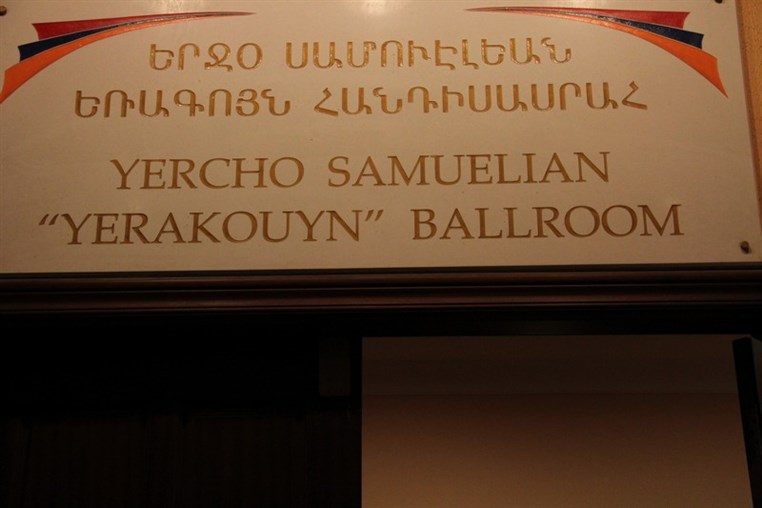 ԵՐՋՕ ՍԱՄՈՒԷԼԵԱՆ
ԵՌԱԳՈՅՆ ՀԱՆԴԻՍԱՍՐԱՀ
YERCHO SAMUELIAN
“YERAKOUYN” BALLROOM